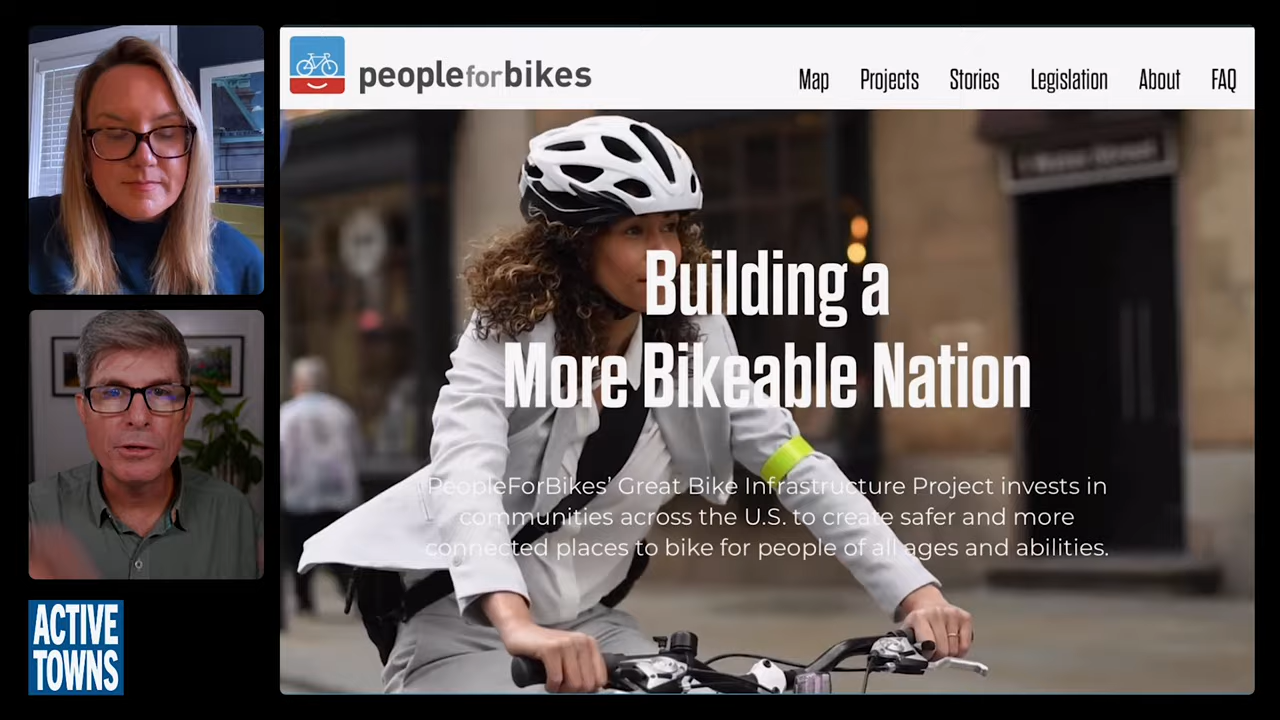 peopleforbikes
Map Projects Stories Legislation About FAQ
Building a
More Bikeable Nation
PeopleForBikes' Great Bike Infrastructure Project invests in
communities across the U.S. to create safer and more
connected places to bike for people of all ages and abilities.
ACTIVE
TOWNS